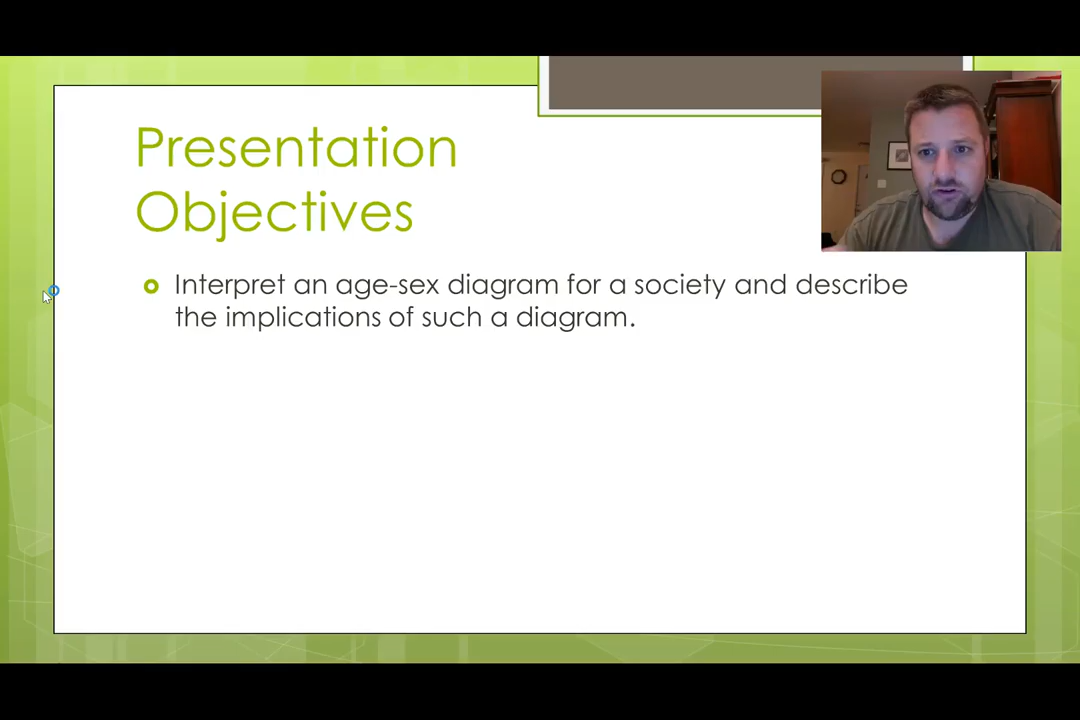 Presentation
Objectives
Interpret an age-sex diagram for a society and describe
the implications of such a diagram.